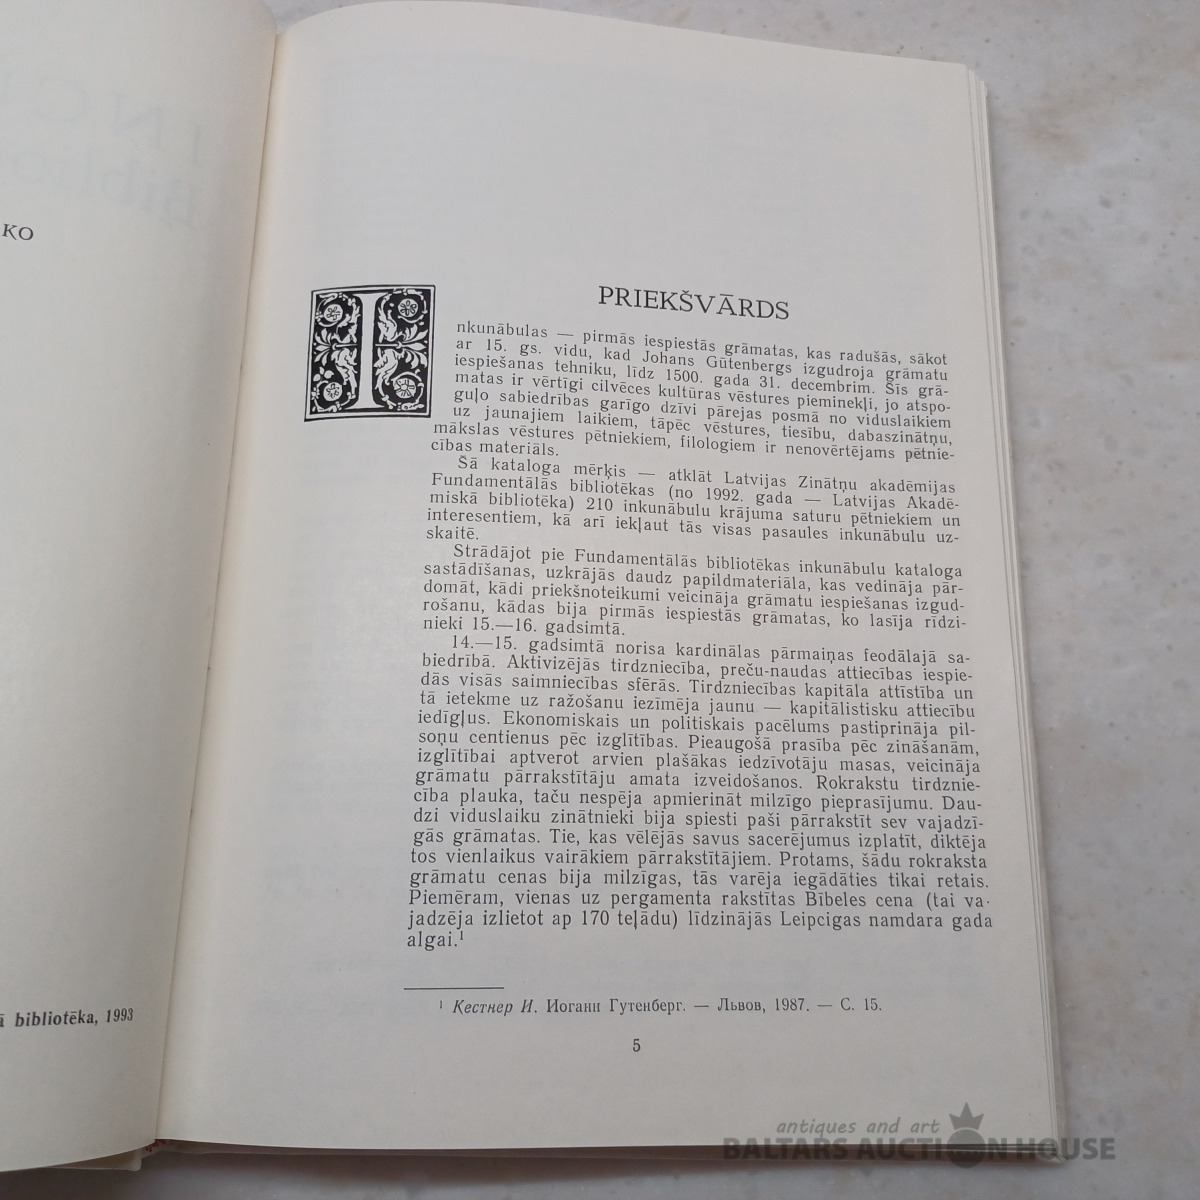 KO
ā bibliotēka, 1993
PRIEKŠVĀRDS
Inkunābulas — pirmās iespiestās grāmatas, kas radušās, sākot
ar 15. gs. vidu, kad Johans Gūtenbergs izgudroja grāmatu
iespiešanas tehniku, līdz 1500. gada 31. decembrim. Šīs grā-
matas ir vērtīgi cilvēces kultūras vēstures pieminekļi, jo atspo-
guļo sabiedrības garīgo dzīvi pārejas posmā no viduslaikiem
uz jaunajiem laikiem, tāpēc vēstures, tiesību, dabaszinātņu,
mākslas vēstures pētniekiem, filologiem ir nenovērtējams pētnie-
cības materiāls.
Šā kataloga mērķis — atklāt Latvijas Zinātņu akadēmijas
Fundamentālās bibliotēkas (no 1992. gada — Latvijas Akadē-
miskā bibliotēka) 210 inkunābulu krājuma saturu pētniekiem un
interesentiem, kā arī iekļaut tās visas pasaules inkunābulu uz-
skaitē.
Strādājot pie Fundamentālās bibliotēkas inkunābulu kataloga
sastādīšanas, uzkrājās daudz papildmateriāla, kas vedināja pār-
domāt, kādi priekšnoteikumi veicināja grāmatu iespiešanas izgud-
rošanu, kādas bija pirmās iespiestās grāmatas, ko lasīja rīdzi-
nieki 15.—16. gadsimtā.
14.—15. gadsimtā norisa kardinālas pārmaiņas feodālajā sa-
biedrībā. Aktivizējās tirdzniecība, preču-naudas attiecības iespie-
dās visās saimniecības sfērās. Tirdzniecības kapitāla attīstība un
tā ietekme uz ražošanu iezīmēja jaunu — kapitālistisku attiecību
iedīgļus. Ekonomiskais un politiskais pacēlums pastiprināja pil-
soņu centienus pēc izglītības. Pieaugošā prasība pēc zināšanām,
izglītībai aptverot arvien plašākas iedzīvotāju masas, veicināja
grāmatu pārrakstītāju amata izveidošanos. Rokrakstu tirdznie-
cība plauka, taču nespēja apmierināt milzīgo pieprasījumu. Dau-
dzi viduslaiku zinātnieki bija spiesti paši pārrakstīt sev vajadzī-
gās grāmatas. Tie, kas vēlējās savus sacerējumus izplatīt, diktēja
tos vienlaikus vairākiem pārrakstītājiem. Protams, šādu rokraksta
grāmatu cenas bija milzīgas, tās varēja iegādāties tikai retais.
Piemēram, vienas uz pergamenta rakstītas Bībeles cena (tai va-
jadzēja izlietot ap 170 teļādu) līdzinājās Leipcigas namdara gada
algai.¹
¹ Кестнер И. Иоганн Гутенберг. — Львов, 1987. — С. 15.
5
antiques and art
BALTARS AUCTION HOUSE